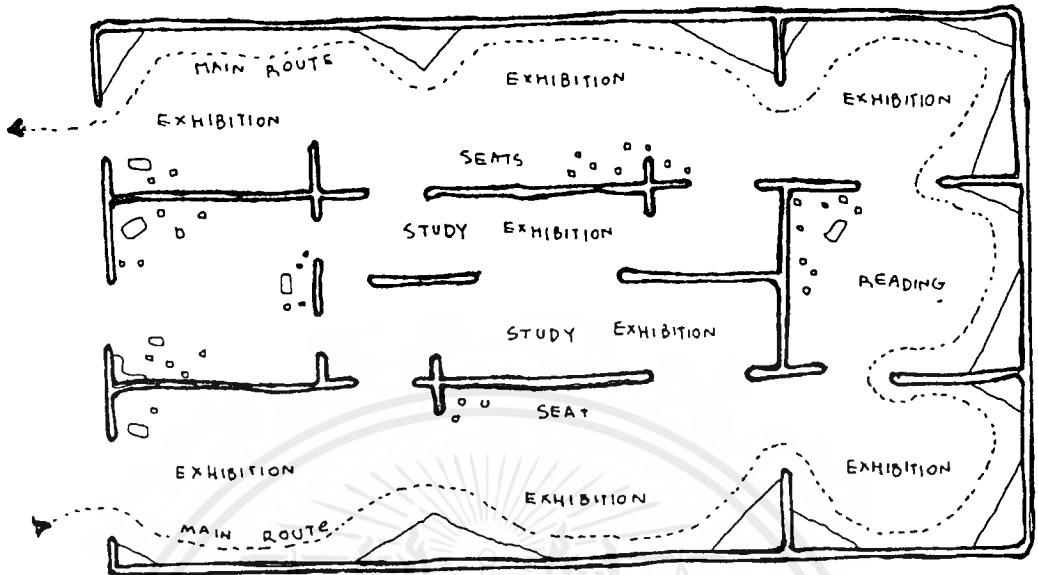 MAIN ROUTE
EXHIBITION
EXHIBITION
EXHIBITION
SEATS
STUDY EXHIBITION
READING
STUDY EXHIBITION
SEAT
EXHIBITION
EXHIBITION
EXHIBITION
MAIN ROUTE